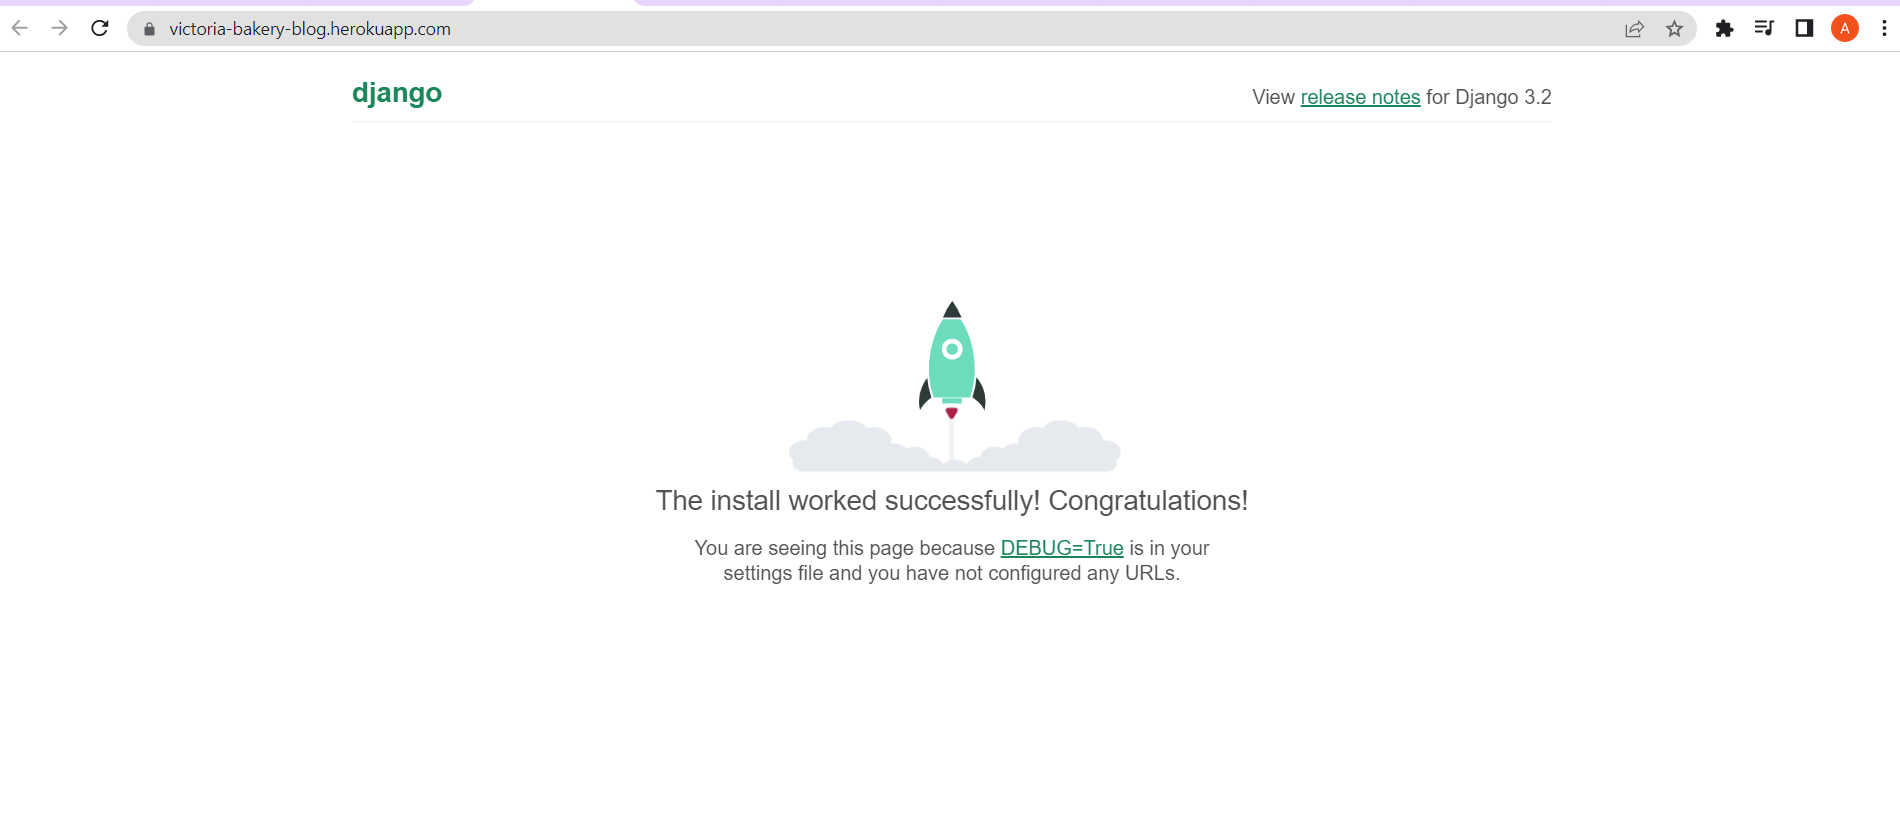 victoria-bakery-blog.herokuapp.com
A
django
View release notes for Django 3.2
The install worked successfully! Congratulations!
You are seeing this page because DEBUG=True is in your
settings file and you have not configured any URLs.